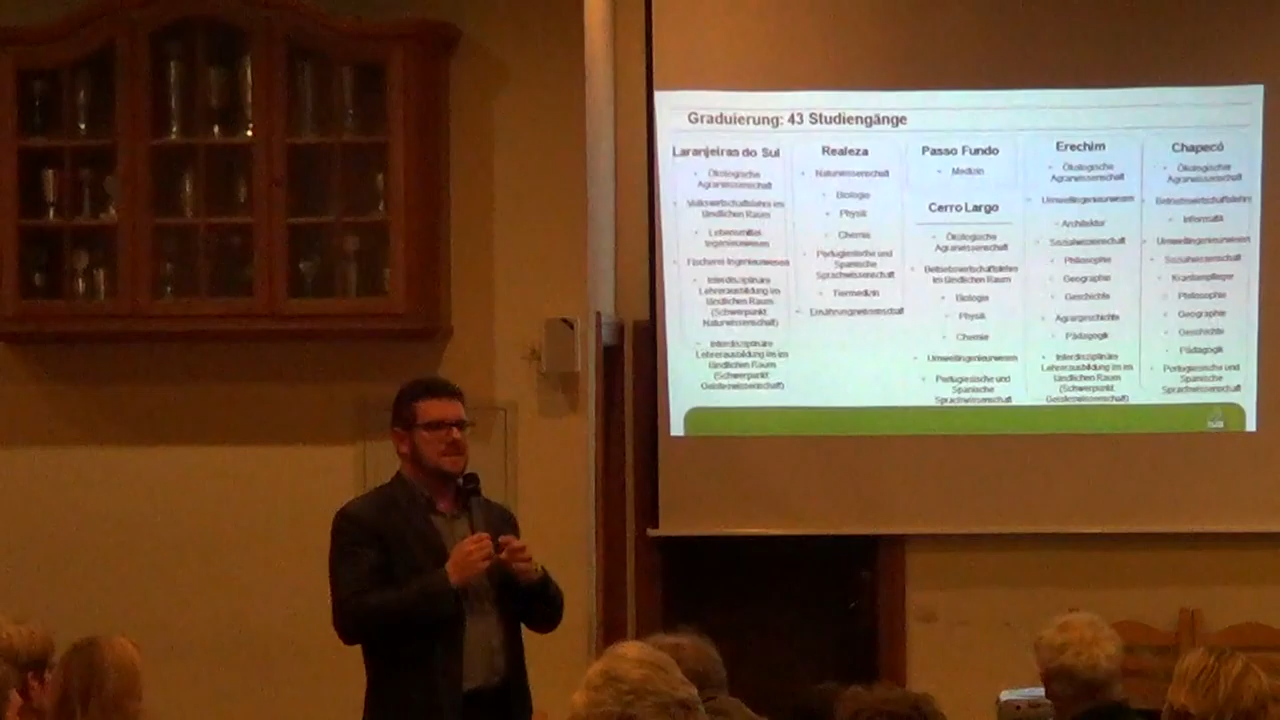 Graduierung: 43 Studiengänge
Laranjeiras do Sul
Ökologische
Agrarwissenschaft
Volkswirtschaftslehre im
ländlichen Raum
Lebensmittel
Ingenieurwesen
Fischerei Ingenieurwesen
Interdisziplinäre
Lehrerausbildung im
ländlichen Raum
(Schwerpunkt:
Naturwissenschaft)
Interdisziplinäre
Lehrerausbildung im im
ländlichen Raum
(Schwerpunkt:
Geisteswissenschaft)
Realeza
Naturwissenschaft
Biologie
Physik
Chemie
Portugiesische und
Spanische
Sprachwissenschaft
Tiermedizin
Ernährungswissenschaft
Passo Fundo
Medizin
Cerro Largo
Ökologische
Agrarwissenschaft
Betriebswirtschaftslehre
im ländlichen Raum
Biologie
Physik
Chemie
Umweltingenieurwesen
Portugiesische und
Spanische
Sprachwissenschaft
Erechim
Ökologische
Agrarwissenschaft
Umweltingenieurwesen
Architektur
Sozialwissenschaft
Philosophie
Geographie
Geschichte
Agrargeschichte
Pädagogik
Interdisziplinäre
Lehrerausbildung im im
ländlichen Raum
(Schwerpunkt:
Geisteswissenschaft)
Chapecó
Ökologische
Agrarwissenschaft
Betriebswirtschaftslehre
Informatik
Umweltingenieurwesen
Sozialwissenschaft
Krankenpfleger
Philosophie
Geographie
Geschichte
Pädagogik
Portugiesische und
Spanische
Sprachwissenschaft